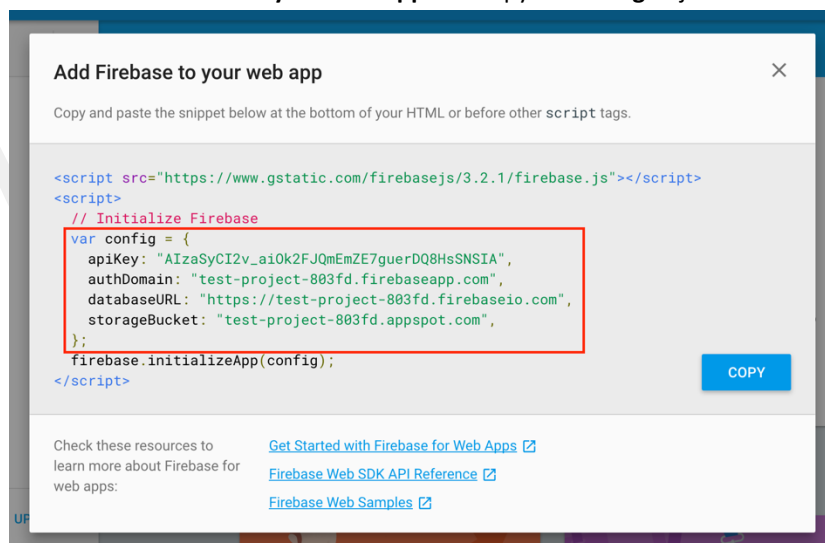 Add Firebase to your web app
Copy and paste the snippet below at the bottom of your HTML or before other script tags.
<script src="https://www.gstatic.com/firebasejs/3.2.1/firebase.js"></script>
<script>
// Initialize Firebase
var config = {
apiKey: "AIzaSyCI2v_aiOk2FJQmEmZE7guerDQ8HsSNSIA",
authDomain: "test-project-803fd.firebaseapp.com",
databaseURL: "https://test-project-803fd.firebaseio.com",
storageBucket: "test-project-803fd.appspot.com",
};
firebase.initializeApp(config);
</script>
COPY
Check these resources to
learn more about Firebase for
web apps:
Get Started with Firebase for Web Apps
Firebase Web SDK API Reference
Firebase Web Samples
UP